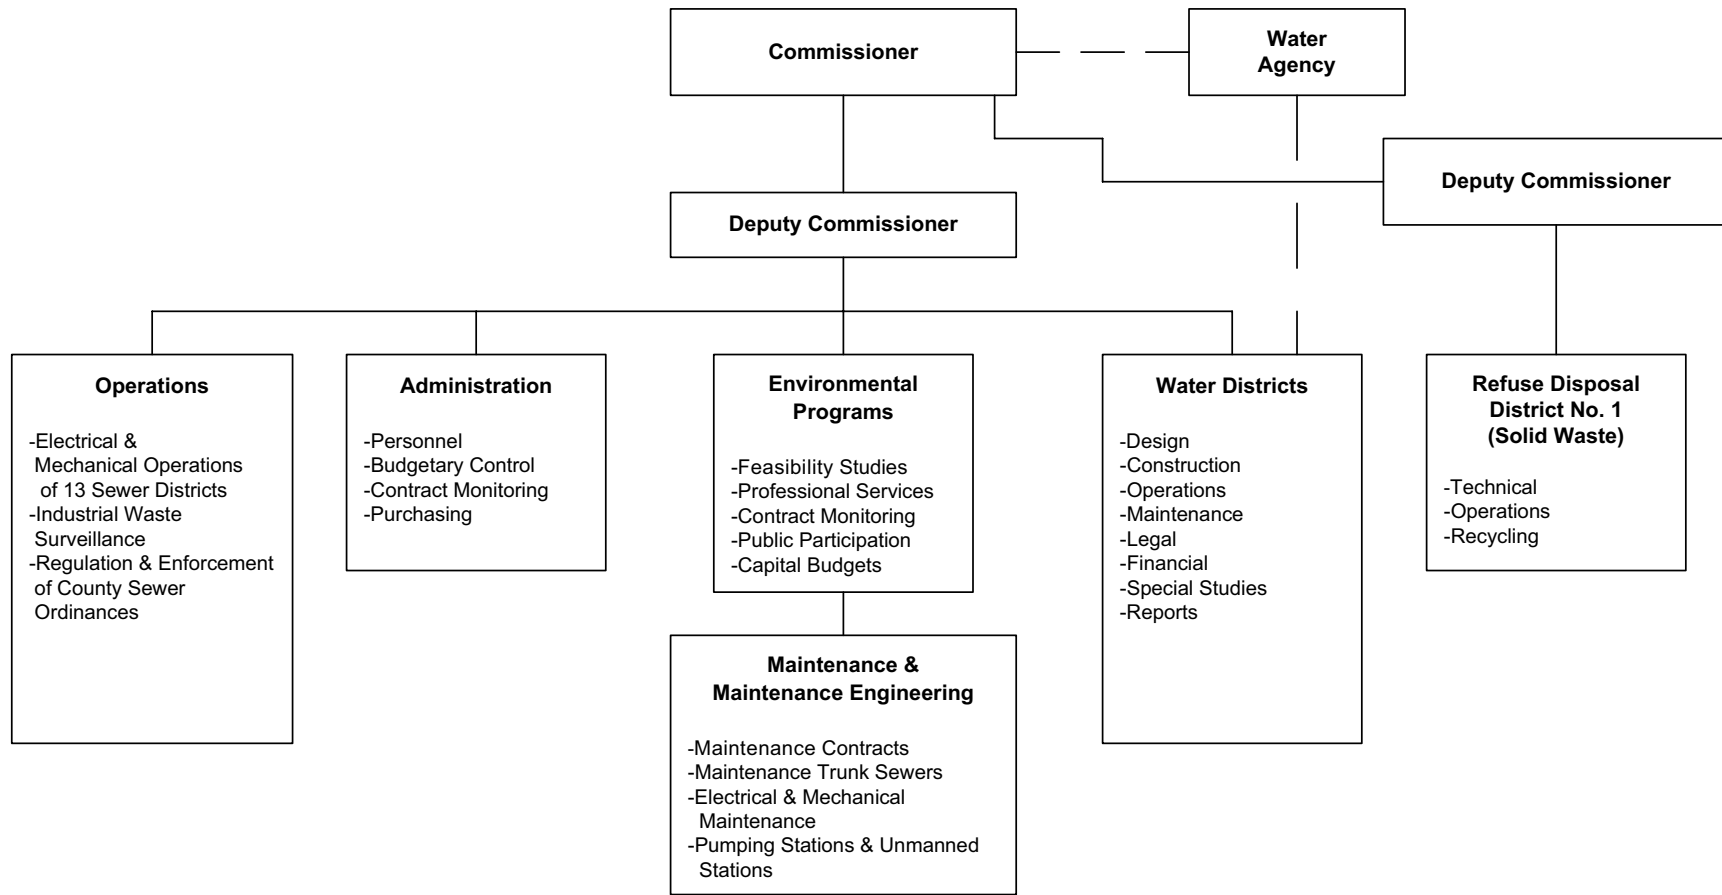 Commissioner
Water
Agency
Deputy Commissioner
Deputy Commissioner
Operations
-Electrical &
Mechanical Operations
of 13 Sewer Districts
-Industrial Waste
Surveillance
-Regulation & Enforcement
of County Sewer
Ordinances
Administration
-Personnel
-Budgetary Control
-Contract Monitoring
-Purchasing
Environmental
Programs
-Feasibility Studies
-Professional Services
-Contract Monitoring
-Public Participation
-Capital Budgets
Water Districts
-Design
-Construction
-Operations
-Maintenance
-Legal
-Financial
-Special Studies
-Reports
Refuse Disposal
District No. 1
(Solid Waste)
-Technical
-Operations
-Recycling
Maintenance &
Maintenance Engineering
-Maintenance Contracts
-Maintenance Trunk Sewers
-Electrical & Mechanical
Maintenance
-Pumping Stations & Unmanned
Stations